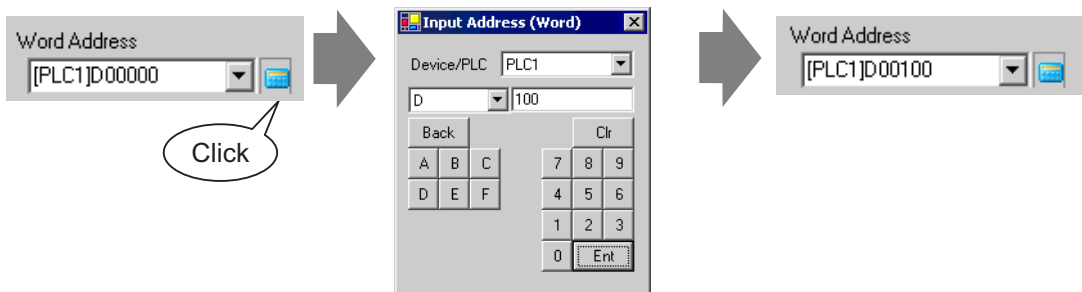 Word Address
[PLC1]D00000
Click
Input Address (Word)
Device/PLC PLC1
D 100
Back Clr
A B C 7 8 9
D E F 4 5 6
1 2 3
0 Ent
Word Address
[PLC1]D00100